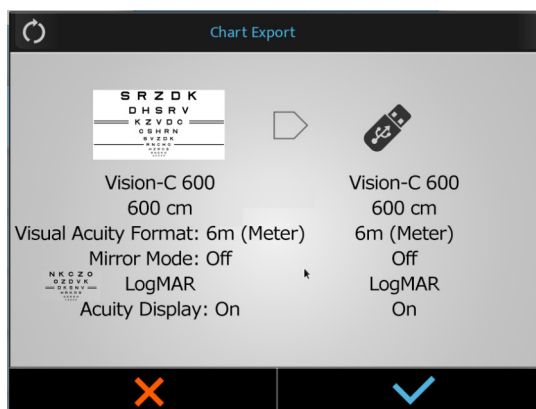 Chart Export
S R Z D K
D H S R V
K Z V D C
C S H R N
S V Z D K
R N C H O
Vision-C 600
600 cm
Visual Acuity Format: 6m (Meter)
Mirror Mode: Off
N K C Z O
O Z D V K
LogMAR
Acuity Display: On
Vision-C 600
600 cm
6m (Meter)
Off
LogMAR
On